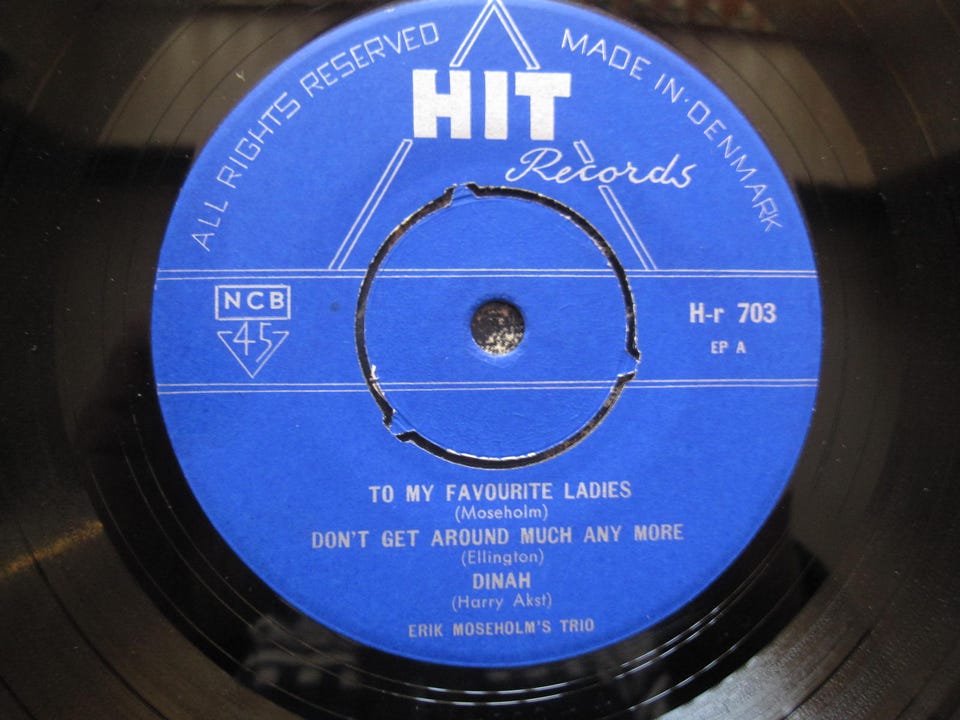 ALL RIGHTS RESERVED
MADE IN·DENMARK
HIT
Records
NCB
45
H-r 703
EP A
TO MY FAVOURITE LADIES
(Moseholm)
DON'T GET AROUND MUCH ANY MORE
(Ellington)
DINAH
(Harry Akst)
ERIK MOSEHOLM'S TRIO